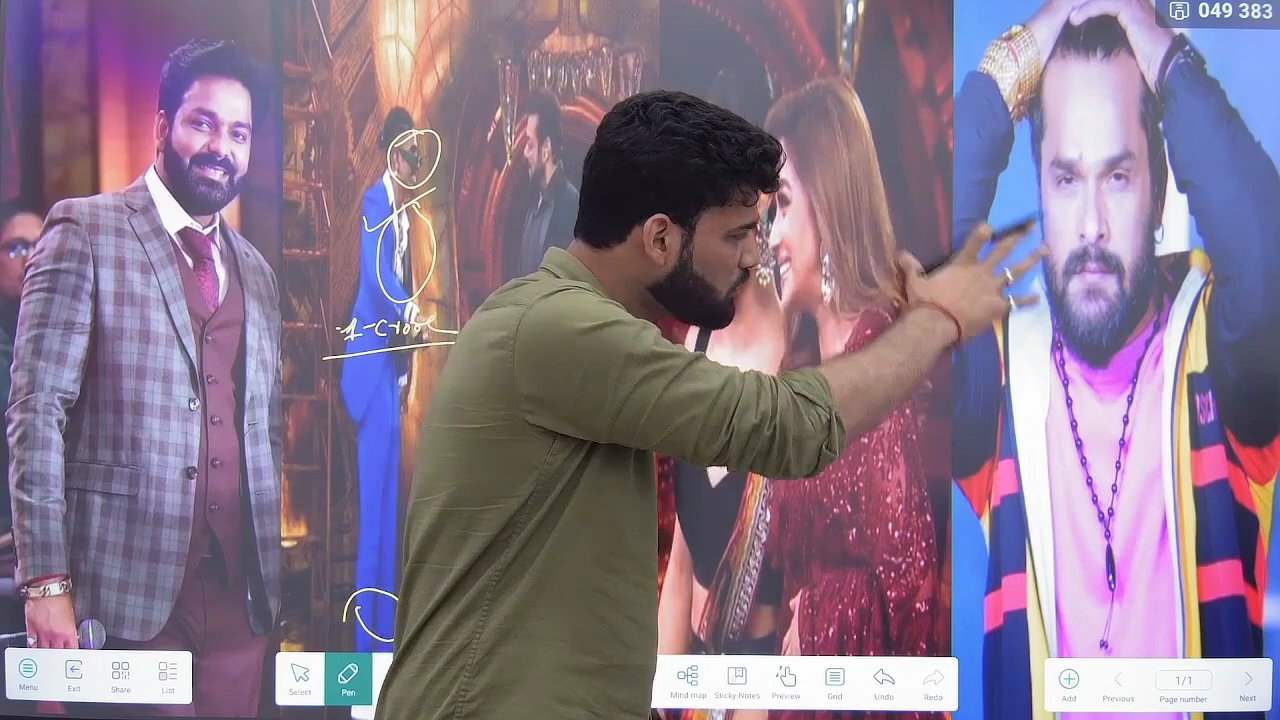 049 383
1-Crore
Menu
Exit
Share
List
Select
Pen
Mind map
Sticky-Notes
Preview
Grid
Undo
Redo
Add
Previous
1/1
Page number
Next